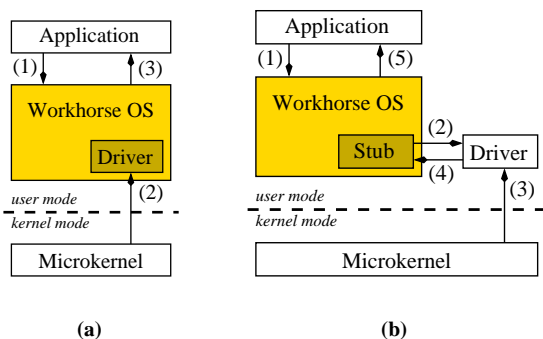 Application
(1)
(3)
Workhorse OS
Driver
(2)
user mode
kernel mode
Microkernel
(a)
Application
(1)
(5)
Workhorse OS
(2)
Stub
Driver
(4)
(3)
user mode
kernel mode
Microkernel
(b)